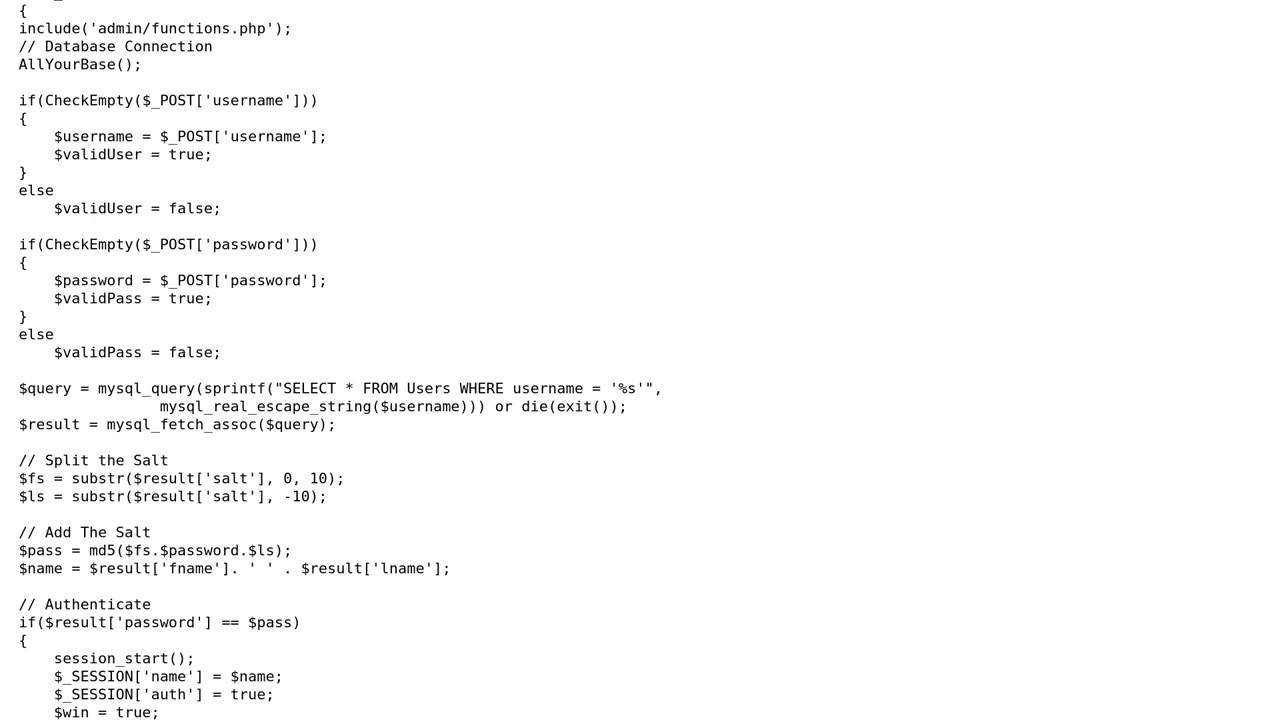 {
include('admin/functions.php');
// Database Connection
AllYourBase();

if(CheckEmpty($_POST['username']))
{
    $username = $_POST['username'];
    $validUser = true;
}
else
    $validUser = false;

if(CheckEmpty($_POST['password']))
{
    $password = $_POST['password'];
    $validPass = true;
}
else
    $validPass = false;

$query = mysql_query(sprintf("SELECT * FROM Users WHERE username = '%s'",
                mysql_real_escape_string($username))) or die(exit());
$result = mysql_fetch_assoc($query);

// Split the Salt
$fs = substr($result['salt'], 0, 10);
$ls = substr($result['salt'], -10);

// Add The Salt
$pass = md5($fs.$password.$ls);
$name = $result['fname']. ' ' . $result['lname'];

// Authenticate
if($result['password'] == $pass)
{
    session_start();
    $_SESSION['name'] = $name;
    $_SESSION['auth'] = true;
    $win = true;